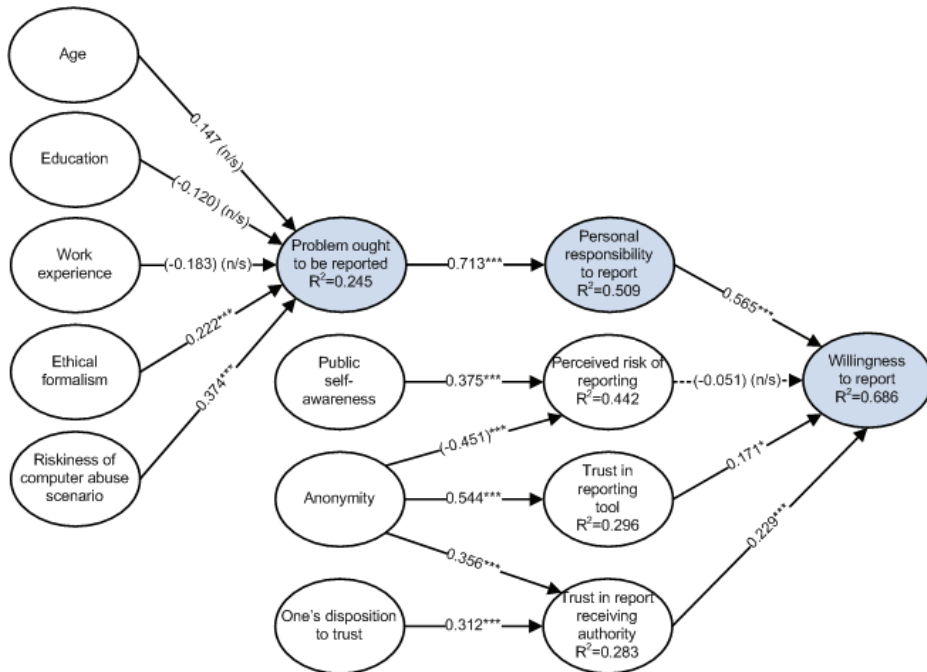 Age
0.147 (n/s)
Education
(-0.120) (n/s)
Work
experience
(-0.183) (n/s)
Ethical
formalism
0.222***
Riskiness of
computer abuse
scenario
0.374***
Problem ought
to be reported
R²=0.245
0.713***
Personal
responsibility
to report
R²=0.509
0.565***
Public
self-
awareness
0.375***
Perceived risk of
reporting
R²=0.442
(-0.051) (n/s)
Willingness
to report
R²=0.686
Anonymity
(-0.451)***
0.544***
0.356***
Trust in
reporting
tool
R²=0.296
0.171*
One's disposition
to trust
0.312***
Trust in report
receiving
authority
R²=0.283
0.229***